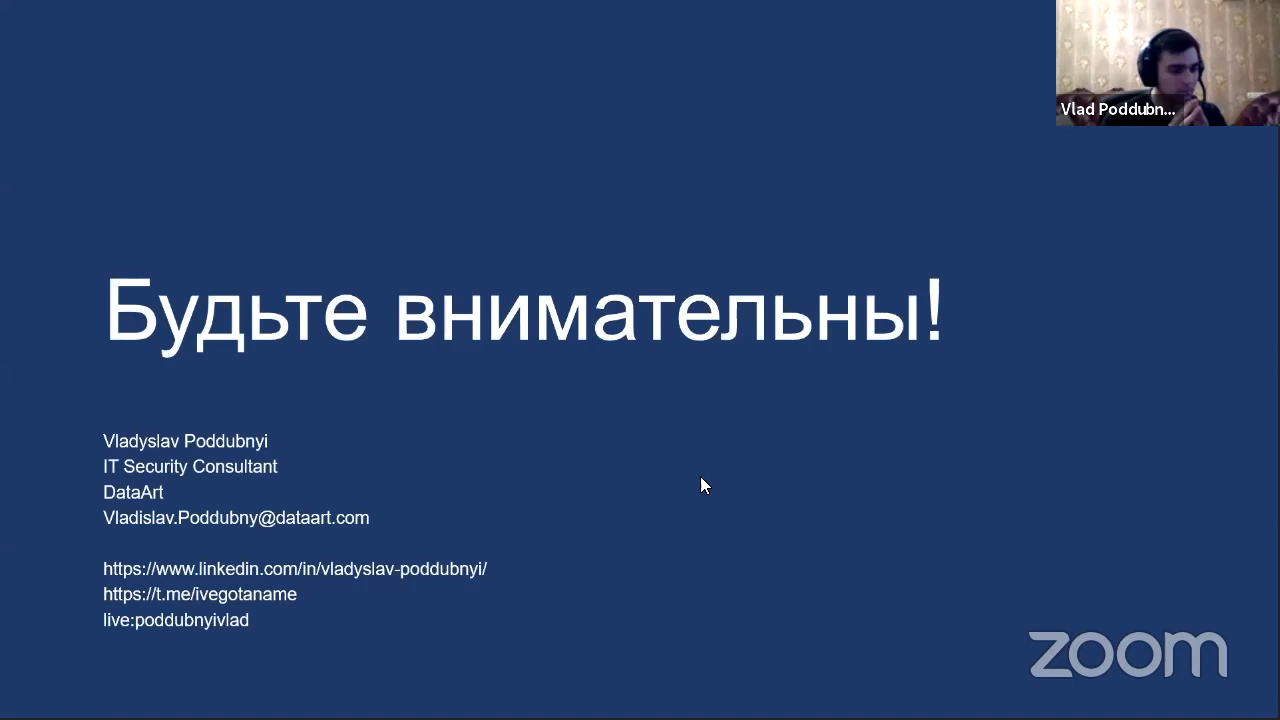 Vlad Poddubn...
Будьте внимательны!
Vladyslav Poddubnyi
IT Security Consultant
DataArt
Vladislav.Poddubny@dataart.com
https://www.linkedin.com/in/vladyslav-poddubnyi/
https://t.me/ivegotaname
live:poddubnyivlad
zoom